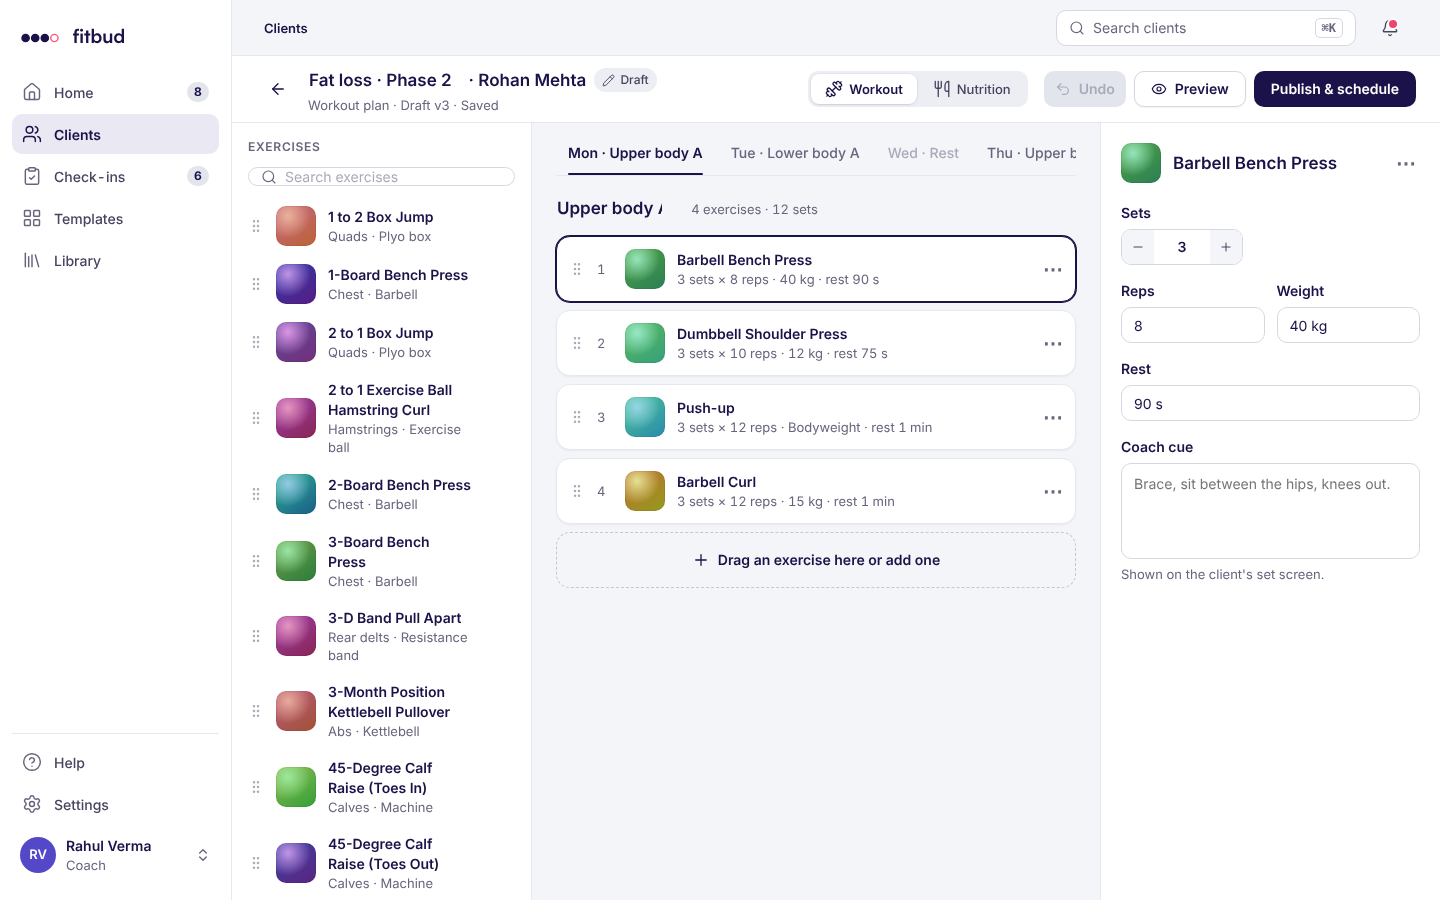 fitbud
Home 8
Clients
Check-ins 6
Templates
Library
Help
Settings
RV
Rahul Verma
Coach
Clients
Search clients
⌘K
Fat loss · Phase 2 · Rohan Mehta
Draft
Workout plan · Draft v3 · Saved
Workout
Nutrition
Undo
Preview
Publish & schedule
EXERCISES
Search exercises
1 to 2 Box Jump
Quads · Plyo box
1-Board Bench Press
Chest · Barbell
2 to 1 Box Jump
Quads · Plyo box
2 to 1 Exercise Ball
Hamstring Curl
Hamstrings · Exercise
ball
2-Board Bench Press
Chest · Barbell
3-Board Bench
Press
Chest · Barbell
3-D Band Pull Apart
Rear delts · Resistance
band
3-Month Position
Kettlebell Pullover
Abs · Kettlebell
45-Degree Calf
Raise (Toes In)
Calves · Machine
45-Degree Calf
Raise (Toes Out)
Calves · Machine
Mon · Upper body A
Tue · Lower body A
Wed · Rest
Thu · Upper b
Upper body A
4 exercises · 12 sets
1
Barbell Bench Press
3 sets × 8 reps · 40 kg · rest 90 s
2
Dumbbell Shoulder Press
3 sets × 10 reps · 12 kg · rest 75 s
3
Push-up
3 sets × 12 reps · Bodyweight · rest 1 min
4
Barbell Curl
3 sets × 12 reps · 15 kg · rest 1 min
Drag an exercise here or add one
Barbell Bench Press
Sets
− 3 +
Reps
8
Weight
40 kg
Rest
90 s
Coach cue
Brace, sit between the hips, knees out.
Shown on the client's set screen.